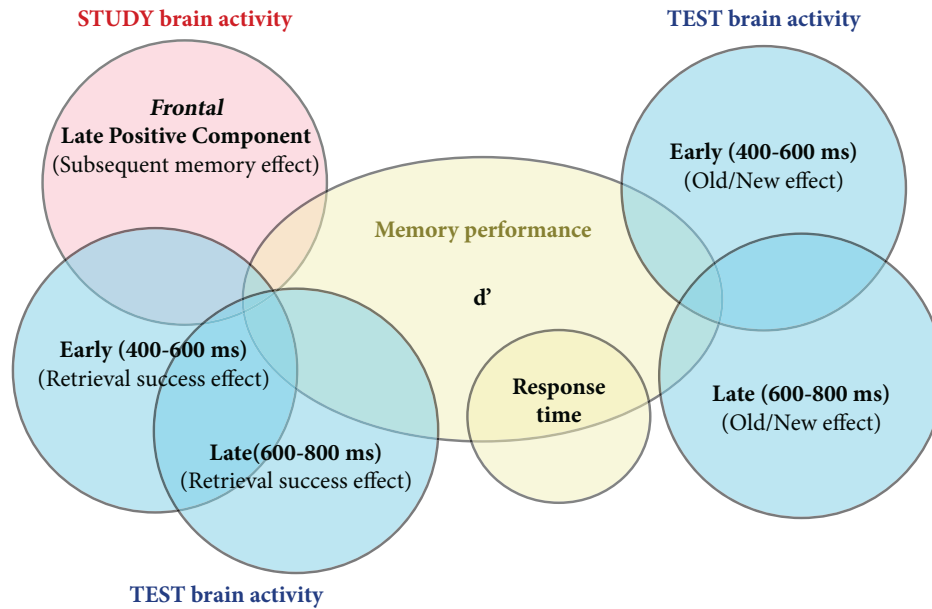 STUDY brain activity
TEST brain activity
Frontal
Late Positive Component
(Subsequent memory effect)
Early (400-600 ms)
(Old/New effect)
Memory performance
d’
Early (400-600 ms)
(Retrieval success effect)
Response
time
Late (600-800 ms)
(Old/New effect)
Late(600-800 ms)
(Retrieval success effect)
TEST brain activity